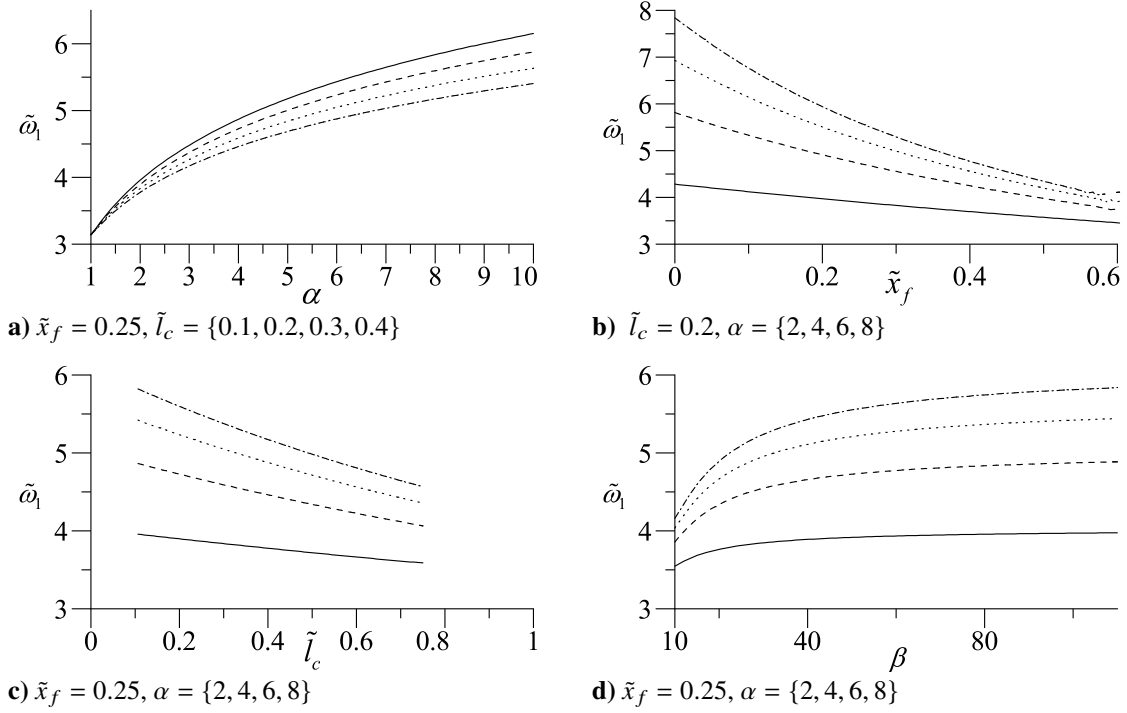 6
5
4
3
ω̃₁
1 2 3 4 5 6 7 8 9 10
α
a) x̃_f = 0.25, l̃_c = {0.1, 0.2, 0.3, 0.4}
8
7
6
5
4
3
ω̃₁
0 0.2 0.4 0.6
x̃_f
b) l̃_c = 0.2, α = {2, 4, 6, 8}
6
5
4
3
ω̃₁
0 0.2 0.4 0.6 0.8 1
l̃_c
c) x̃_f = 0.25, α = {2, 4, 6, 8}
6
5
4
3
ω̃₁
10 40 80
β
d) x̃_f = 0.25, α = {2, 4, 6, 8}